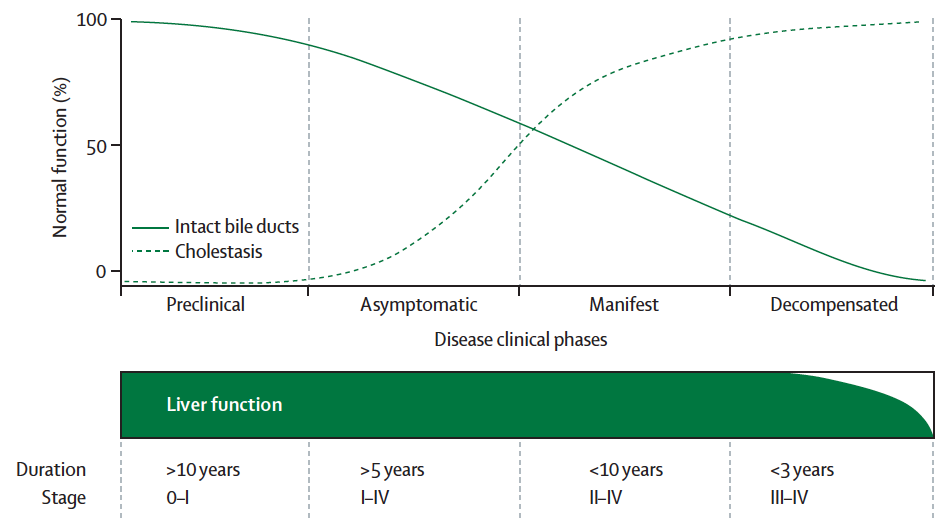 100
50
0
Normal function (%)
Intact bile ducts
Cholestasis
Preclinical Asymptomatic Manifest Decompensated
Disease clinical phases
Liver function
Duration >10 years >5 years <10 years <3 years
Stage 0–I I–IV II–IV III–IV